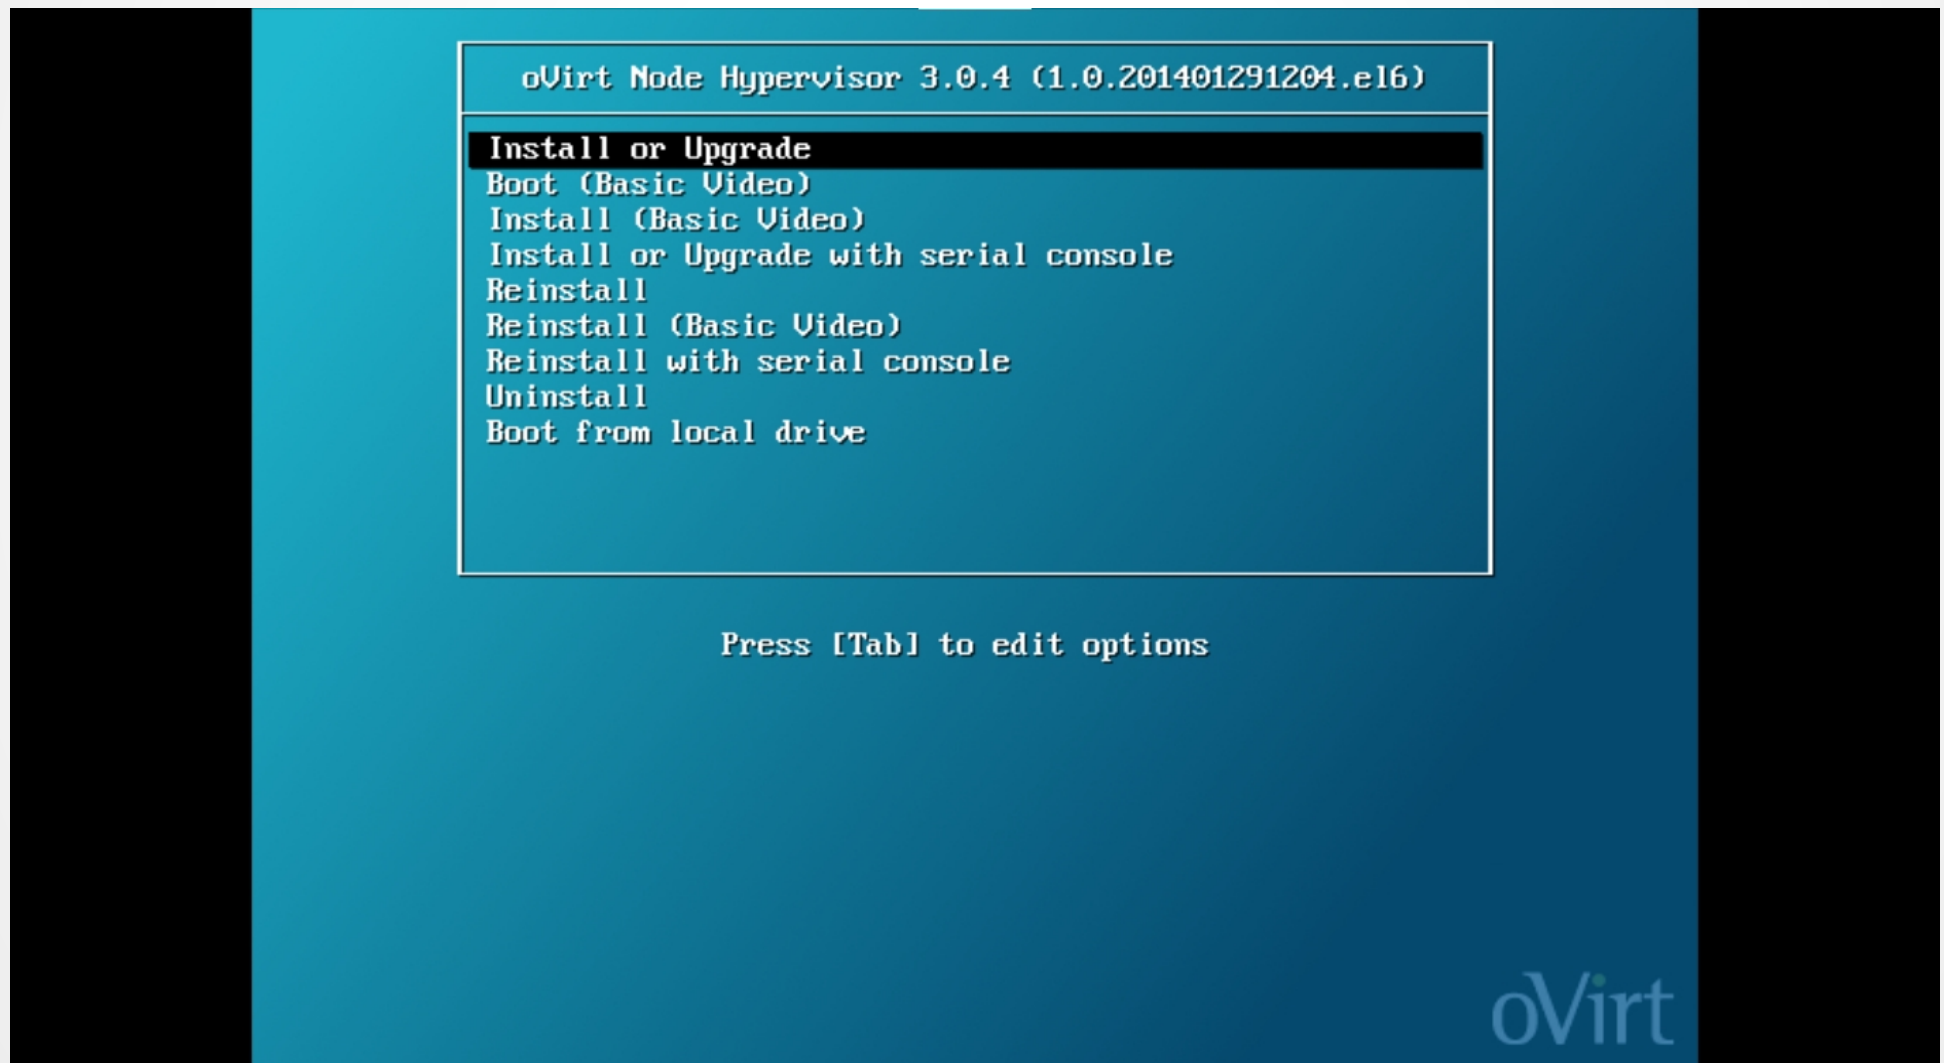 oVirt Node Hypervisor 3.0.4 (1.0.201401291204.el6)
Install or Upgrade
Boot (Basic Video)
Install (Basic Video)
Install or Upgrade with serial console
Reinstall
Reinstall (Basic Video)
Reinstall with serial console
Uninstall
Boot from local drive
Press [Tab] to edit options
oVirt